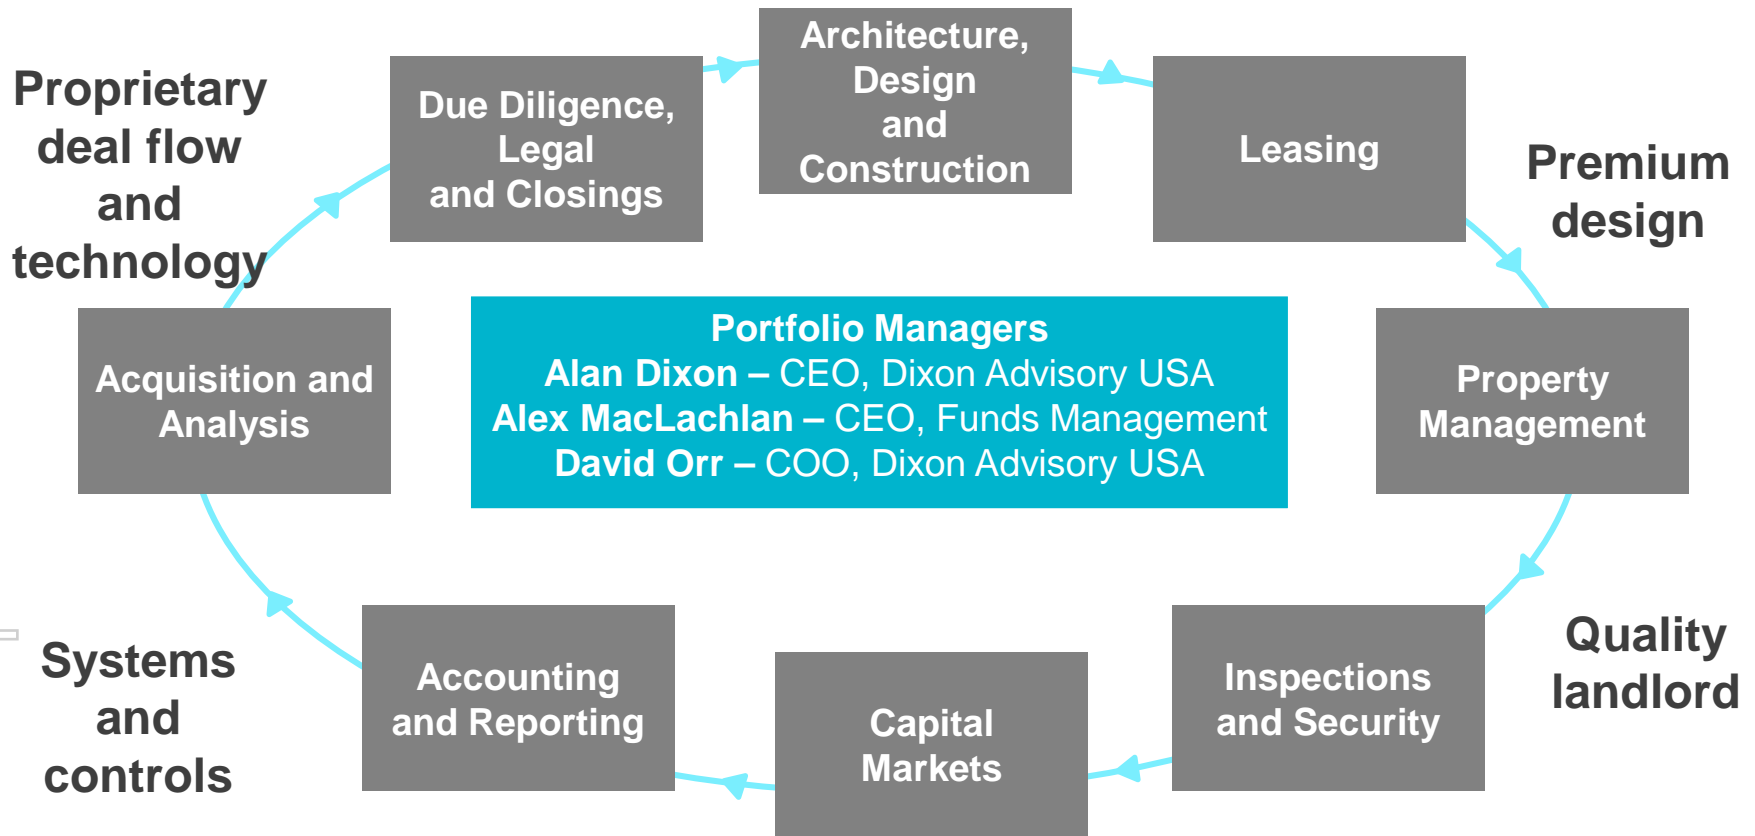 Proprietary
deal flow
and
technology
Due Diligence,
Legal
and Closings
Architecture,
Design
and
Construction
Leasing
Premium
design
Acquisition and
Analysis
Portfolio Managers
Alan Dixon – CEO, Dixon Advisory USA
Alex MacLachlan – CEO, Funds Management
David Orr – COO, Dixon Advisory USA
Property
Management
Systems
and
controls
Accounting
and Reporting
Capital
Markets
Inspections
and Security
Quality
landlord